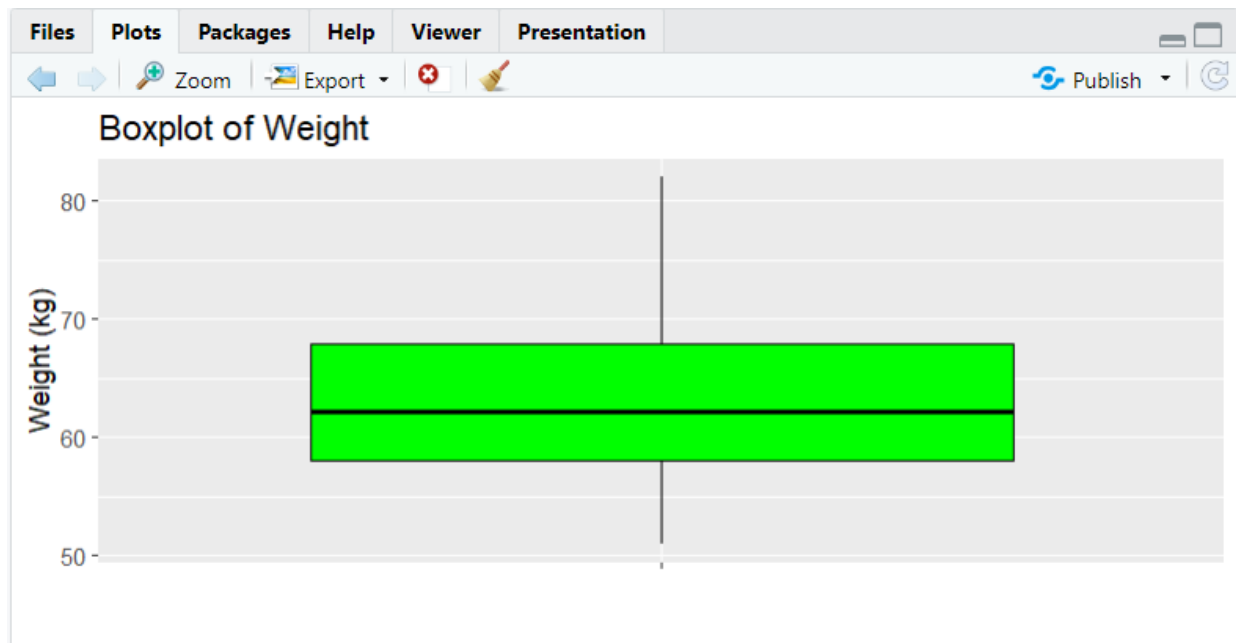 Files Plots Packages Help Viewer Presentation
Zoom Export Publish
Boxplot of Weight
80
70
60
50
Weight (kg)